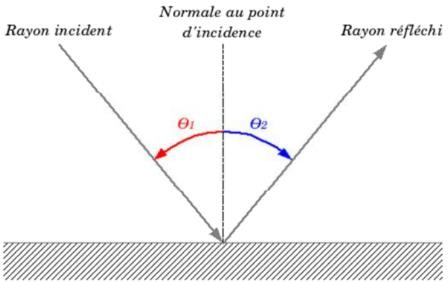 Normale au point
d'incidence
Rayon incident
Rayon réfléchi
Θ1
Θ2